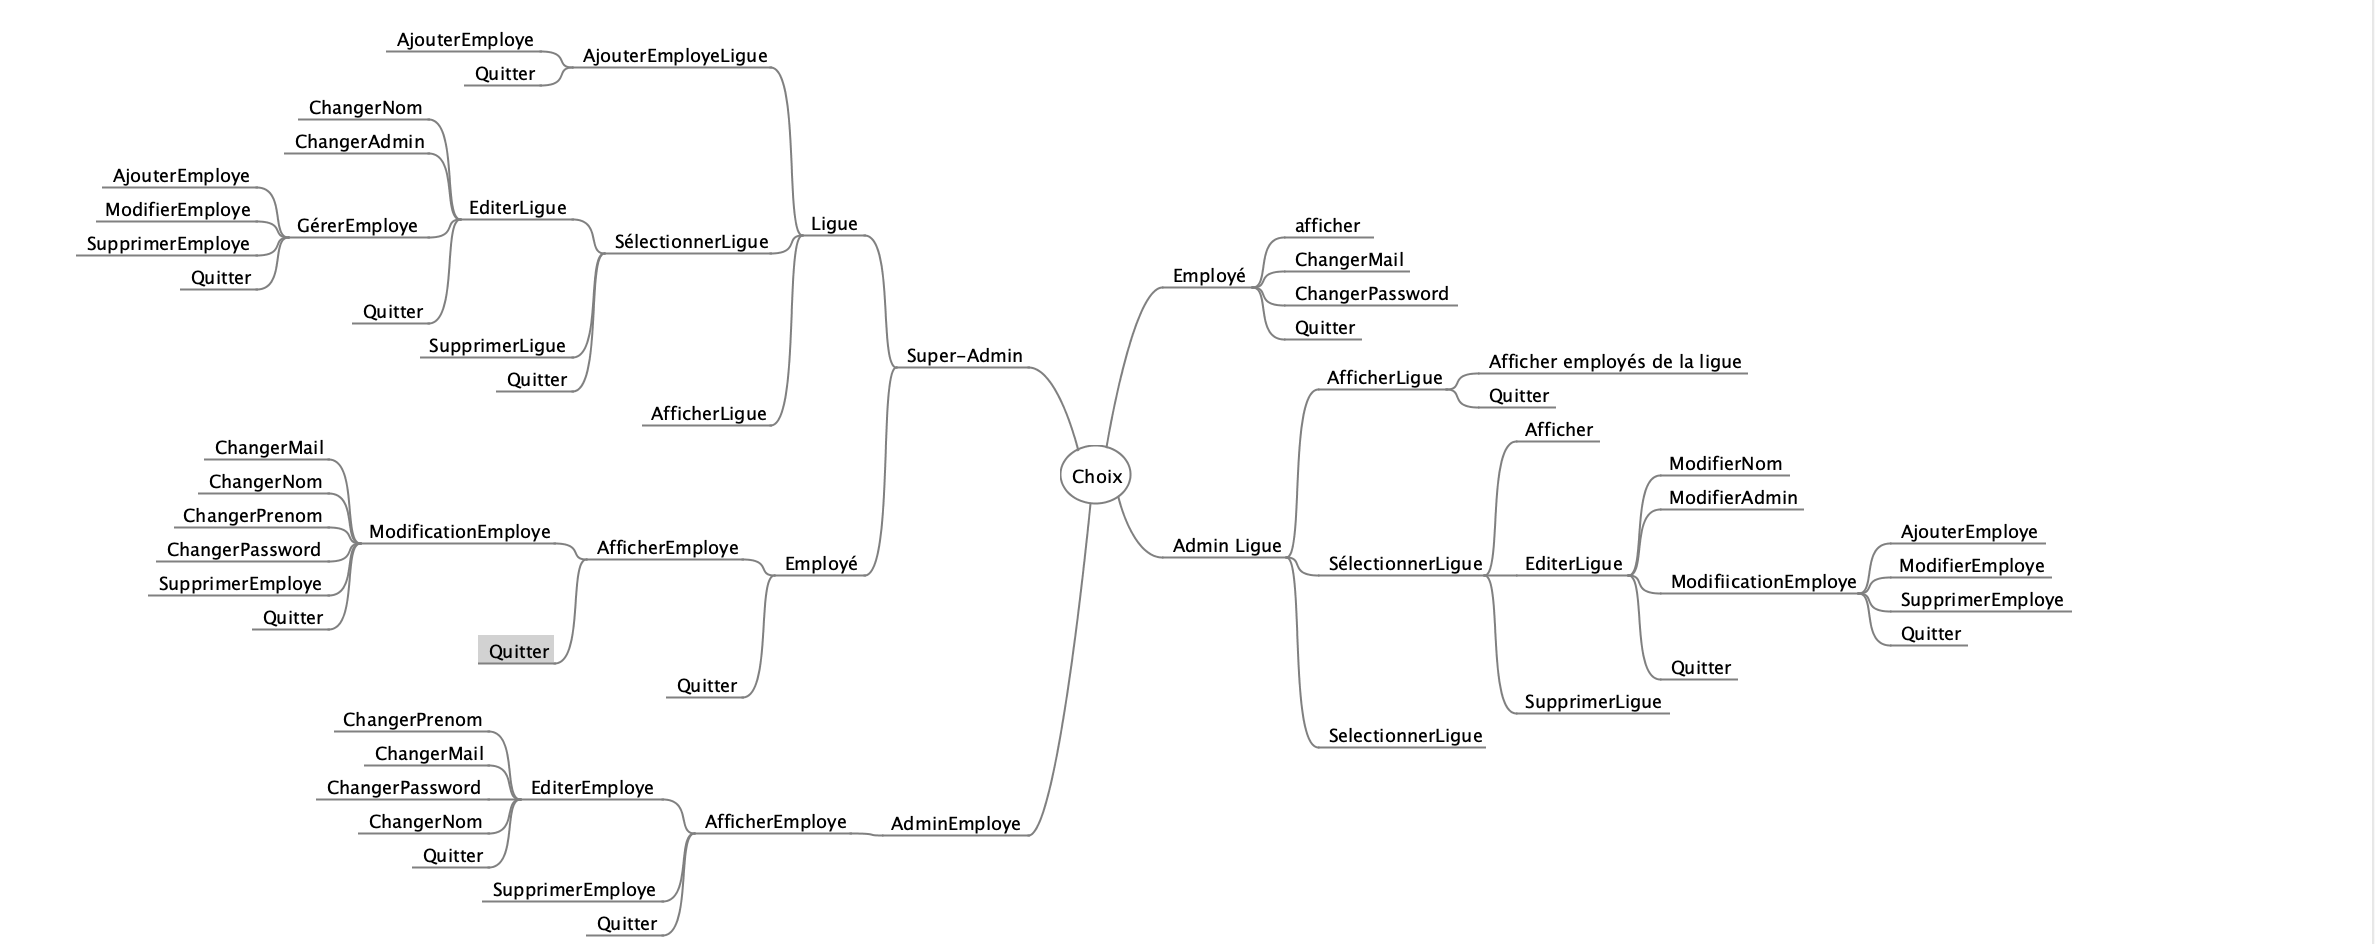 AjouterEmploye
Quitter
AjouterEmployeLigue
ChangerNom
ChangerAdmin
AjouterEmploye
ModifierEmploye
SupprimerEmploye
Quitter
GérerEmploye
EditerLigue
Quitter
SélectionnerLigue
SupprimerLigue
Quitter
AfficherLigue
Ligue
Super-Admin
ChangerMail
ChangerNom
ChangerPrenom
ChangerPassword
SupprimerEmploye
Quitter
ModificationEmploye
AfficherEmploye
Quitter
Employé
Quitter
ChangerPrenom
ChangerMail
ChangerPassword
ChangerNom
Quitter
EditerEmploye
SupprimerEmploye
Quitter
AfficherEmploye
AdminEmploye
Choix
Employé
afficher
ChangerMail
ChangerPassword
Quitter
Admin Ligue
AfficherLigue
Afficher employés de la ligue
Quitter
SélectionnerLigue
Afficher
EditerLigue
ModifierNom
ModifierAdmin
ModifiicationEmploye
AjouterEmploye
ModifierEmploye
SupprimerEmploye
Quitter
Quitter
SupprimerLigue
SelectionnerLigue